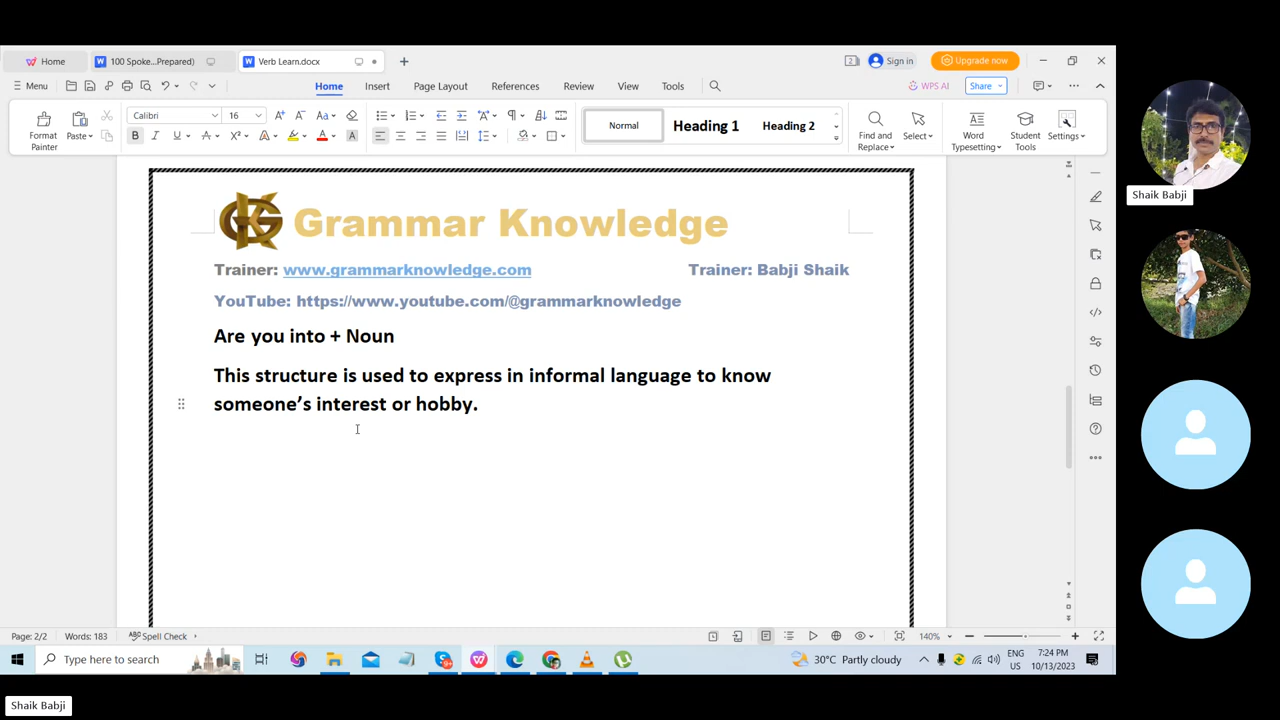 Home
100 Spoke...Prepared)
Verb Learn.docx
Sign in
Upgrade now
Menu
Home
Insert
Page Layout
References
Review
View
Tools
WPS AI
Share
Format Painter
Paste
Calibri
16
Normal
Heading 1
Heading 2
Find and Replace
Select
Word Typesetting
Student Tools
Settings
GK Grammar Knowledge
Trainer: www.grammarknowledge.com Trainer: Babji Shaik
YouTube: https://www.youtube.com/@grammarknowledge
Are you into + Noun
This structure is used to express in informal language to know
someone’s interest or hobby.
Page: 2/2 Words: 183 Spell Check 140%
Type here to search
30°C Partly cloudy
ENG US
7:24 PM
10/13/2023
Shaik Babji
Shaik Babji